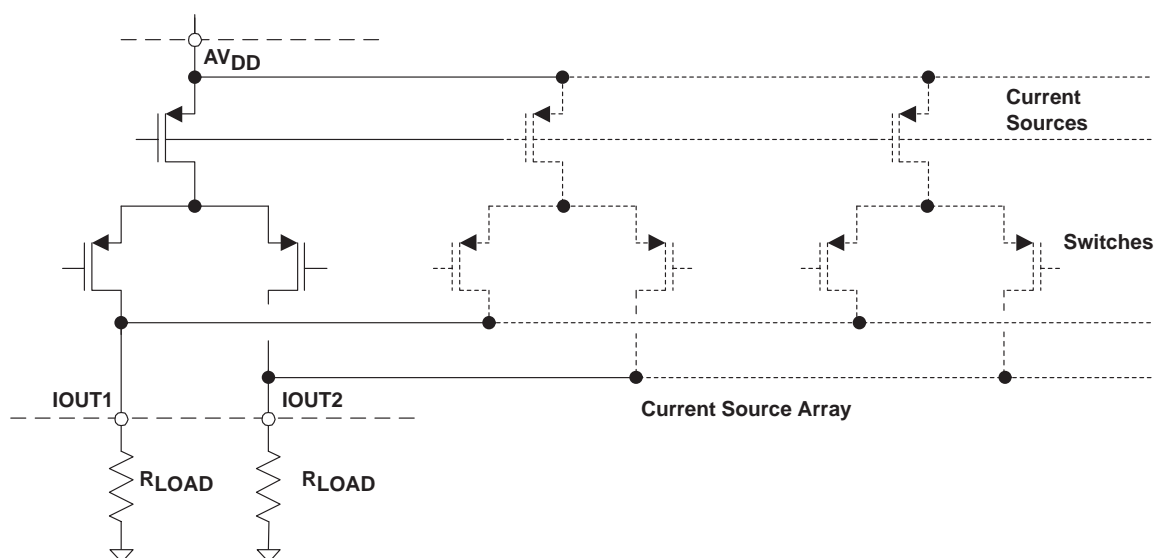 AVDD
Current
Sources
Switches
IOUT1
IOUT2
Current Source Array
RLOAD
RLOAD